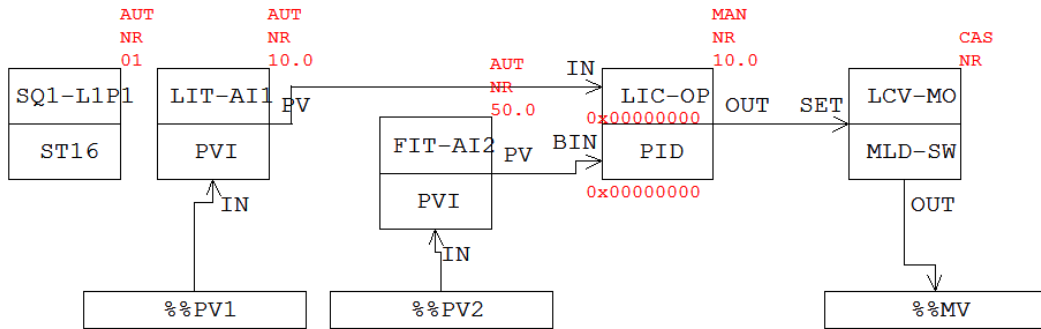 AUT
NR
01
AUT
NR
10.0
AUT
NR
50.0
MAN
NR
10.0
CAS
NR
SQ1-L1P1
ST16
LIT-AI1
PVI
PV
IN
FIT-AI2
PVI
PV
IN
IN
BIN
LIC-OP
0x00000000
PID
0x00000000
OUT
SET
LCV-MO
MLD-SW
OUT
%%PV1
%%PV2
%%MV